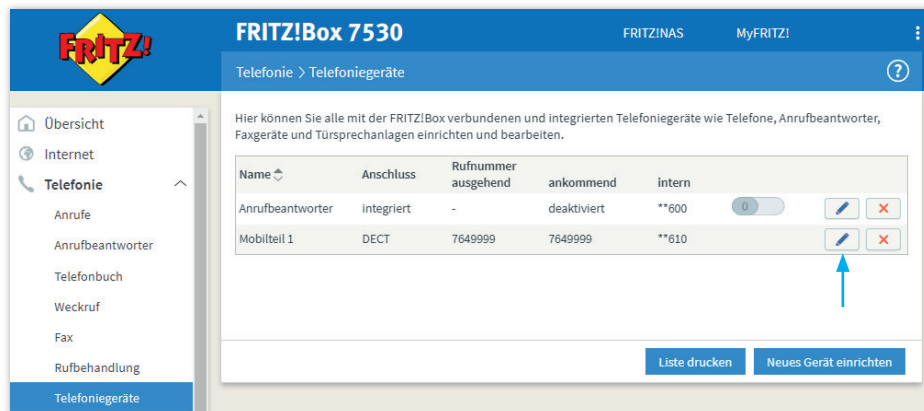 FRITZ!
FRITZ!Box 7530
FRITZ!NAS
MyFRITZ!
Telefonie > Telefoniegeräte
?
Übersicht
Internet
Telefonie
Anrufe
Anrufbeantworter
Telefonbuch
Weckruf
Fax
Rufbehandlung
Telefoniegeräte
Hier können Sie alle mit der FRITZ!Box verbundenen und integrierten Telefoniegeräte wie Telefone, Anrufbeantworter,
Faxgeräte und Türsprechanlagen einrichten und bearbeiten.
Name Anschluss Rufnummer ausgehend ankommend intern
Anrufbeantworter integriert - deaktiviert **600 0
Mobilteil 1 DECT 7649999 7649999 **610
Liste drucken
Neues Gerät einrichten